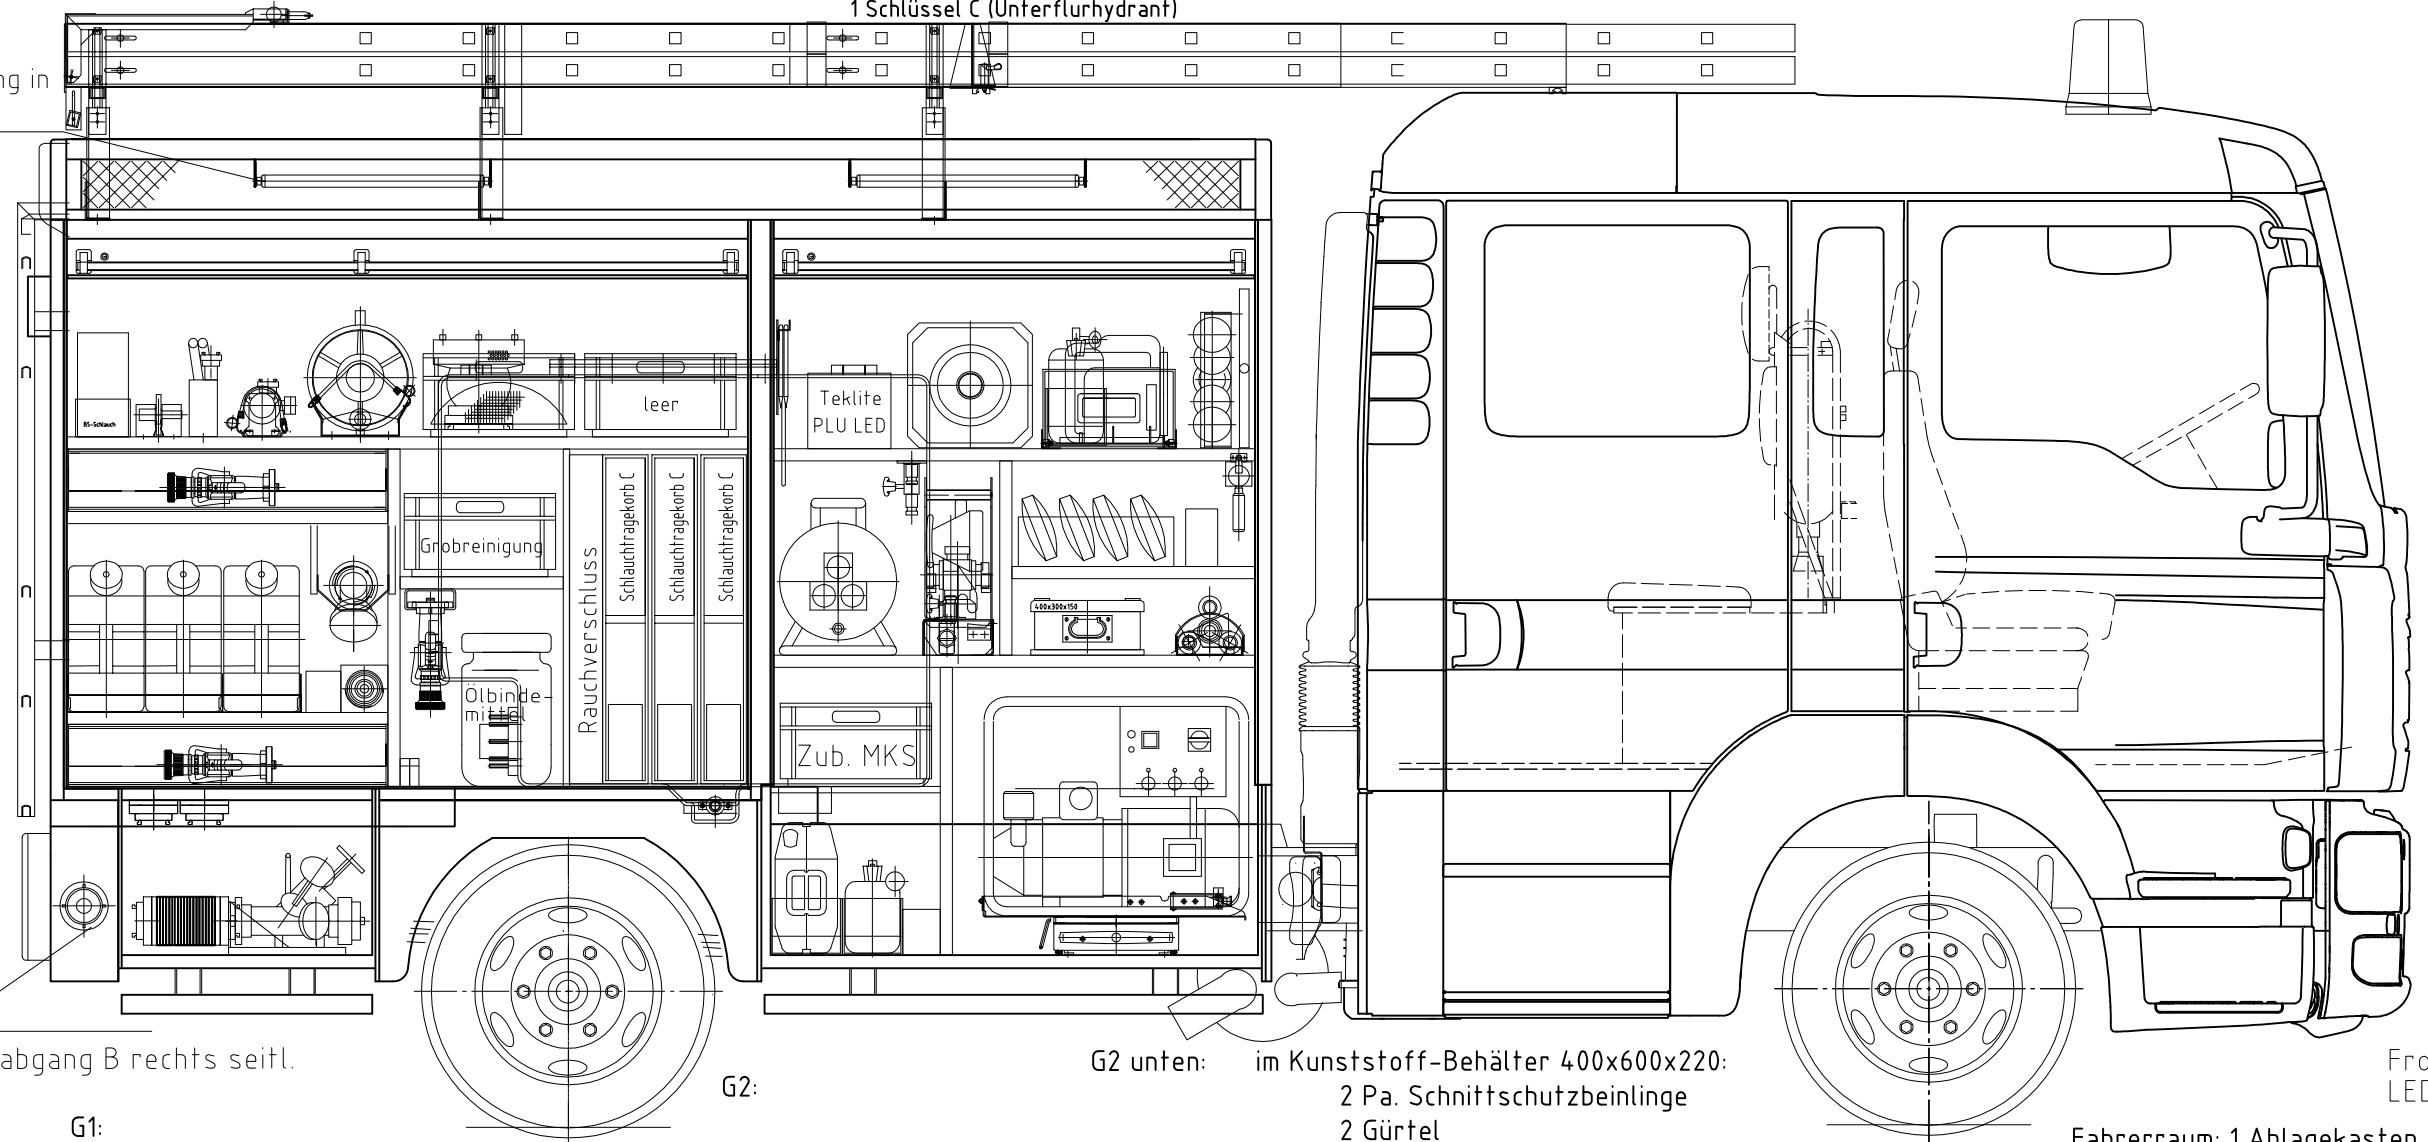 1 Schlüssel C (Unterflurhydrant)
ng in
Teklite
PLU LED
leer
B5-Schlauch
Schlauchtragekorb C
Schlauchtragekorb C
Schlauchtragekorb C
Grobreinigung
Rauchverschluss
400x300x150
Ölbinde-
mittel
Zub. MKS
abgang B rechts seitl.
G2 unten: im Kunststoff-Behälter 400x600x220:
2 Pa. Schnittschutzbeinlinge
2 Gürtel
G2:
G1:
Fro
LED
Fahrerraum: 1 Ablagekasten